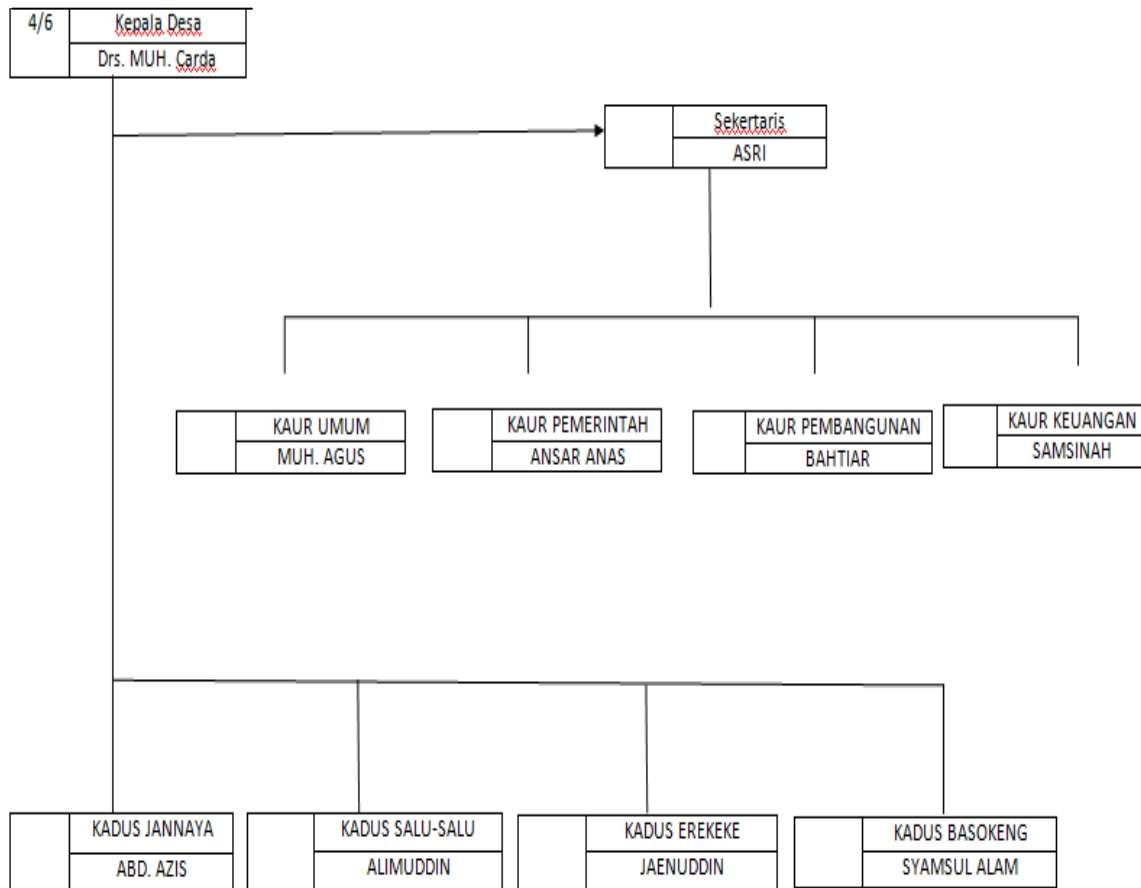 4/6 Kepala Desa
Drs. MUH. Carda
Sekertaris
ASRI
KAUR UMUM
MUH. AGUS
KAUR PEMERINTAH
ANSAR ANAS
KAUR PEMBANGUNAN
BAHTIAR
KAUR KEUANGAN
SAMSINAH
KADUS JANNAYA
ABD. AZIS
KADUS SALU-SALU
ALIMUDDIN
KADUS EREKEKE
JAENUDDIN
KADUS BASOKENG
SYAMSUL ALAM